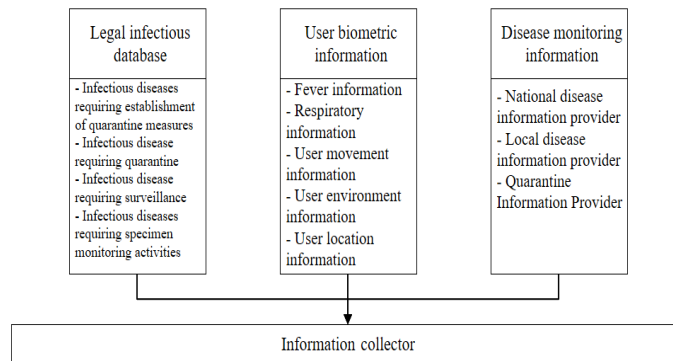 Legal infectious
database
- Infectious diseases
requiring establishment
of quarantine measures
- Infectious disease
requiring quarantine
- Infectious disease
requiring surveillance
- Infectious diseases
requiring specimen
monitoring activities
User biometric
information
- Fever information
- Respiratory
information
- User movement
information
- User environment
information
- User location
information
Disease monitoring
information
- National disease
information provider
- Local disease
information provider
- Quarantine
Information Provider
Information collector